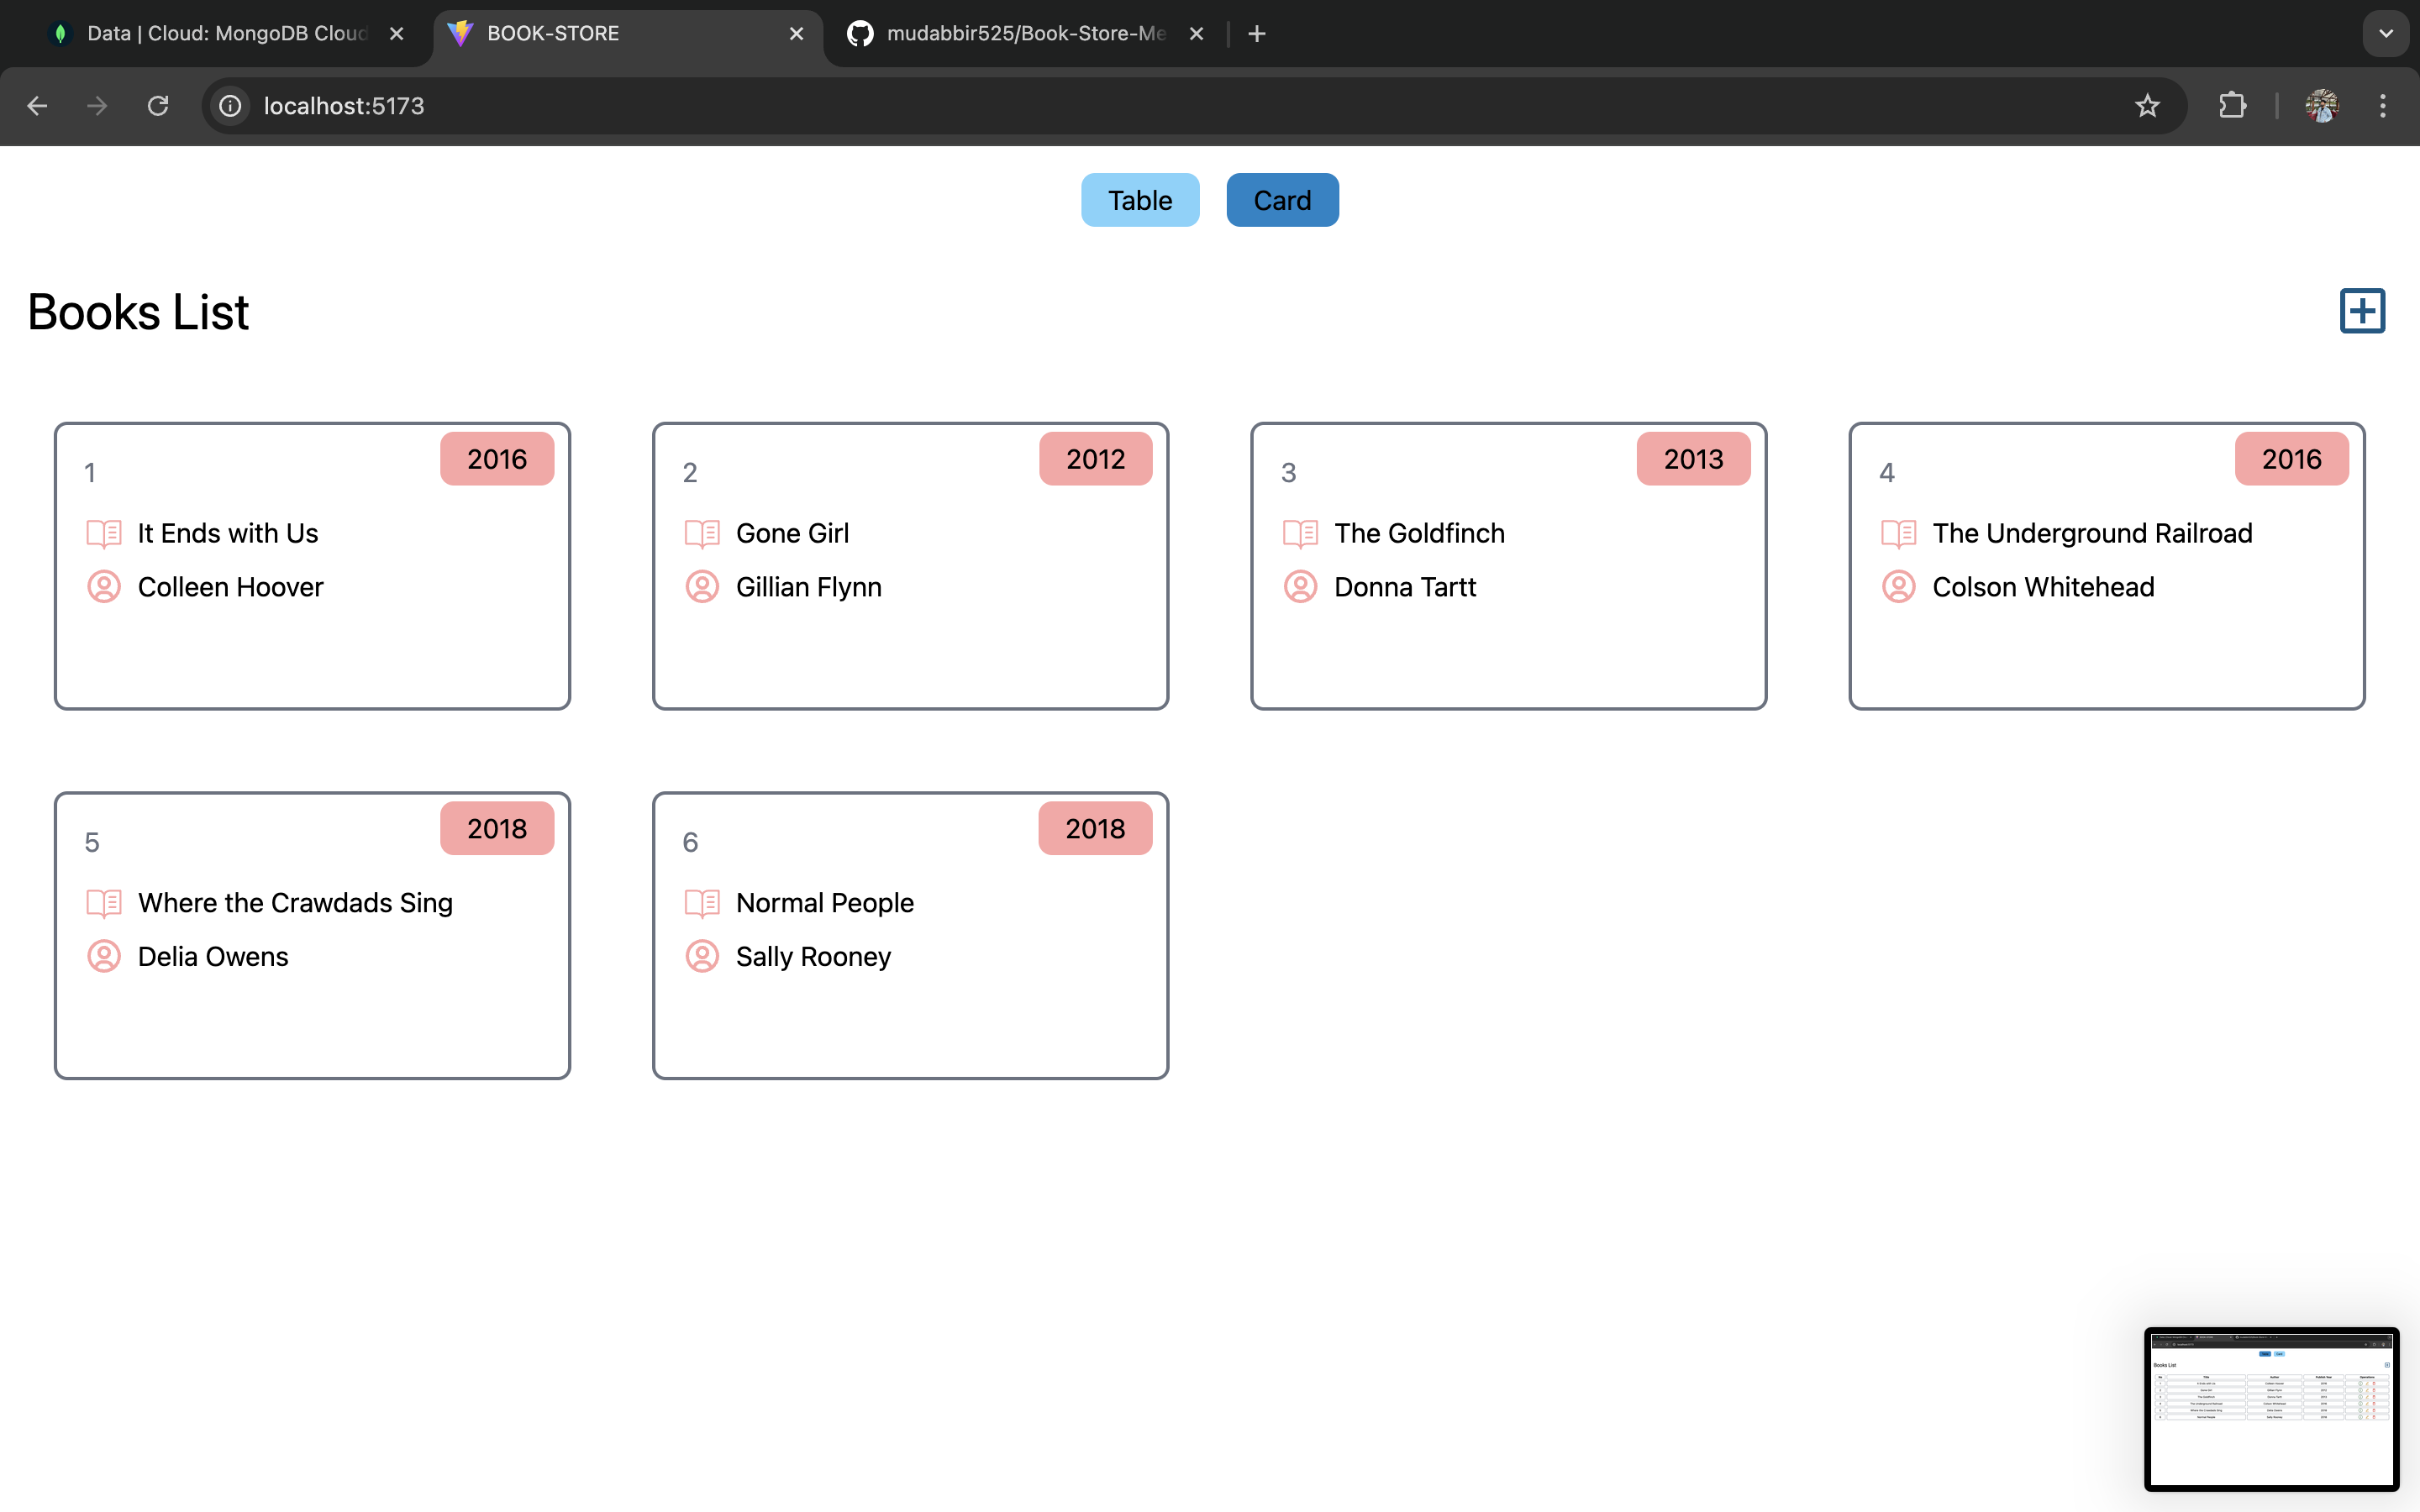 Data | Cloud: MongoDB Cloud
BOOK-STORE
mudabbir525/Book-Store-Me
localhost:5173
Table
Card
Books List
1
2016
It Ends with Us
Colleen Hoover
2
2012
Gone Girl
Gillian Flynn
3
2013
The Goldfinch
Donna Tartt
4
2016
The Underground Railroad
Colson Whitehead
5
2018
Where the Crawdads Sing
Delia Owens
6
2018
Normal People
Sally Rooney
Books List